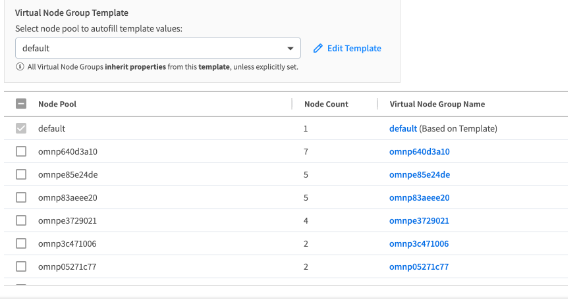 Virtual Node Group Template
Select node pool to autofill template values:
default
Edit Template
All Virtual Node Groups inherit properties from this template, unless explicitly set.
Node Pool Node Count Virtual Node Group Name
default 1 default (Based on Template)
omnp640d3a10 7 omnp640d3a10
omnpe85e24de 5 omnpe85e24de
omnp83aeee20 5 omnp83aeee20
omnpe3729021 4 omnpe3729021
omnp3c471006 2 omnp3c471006
omnp05271c77 2 omnp05271c77